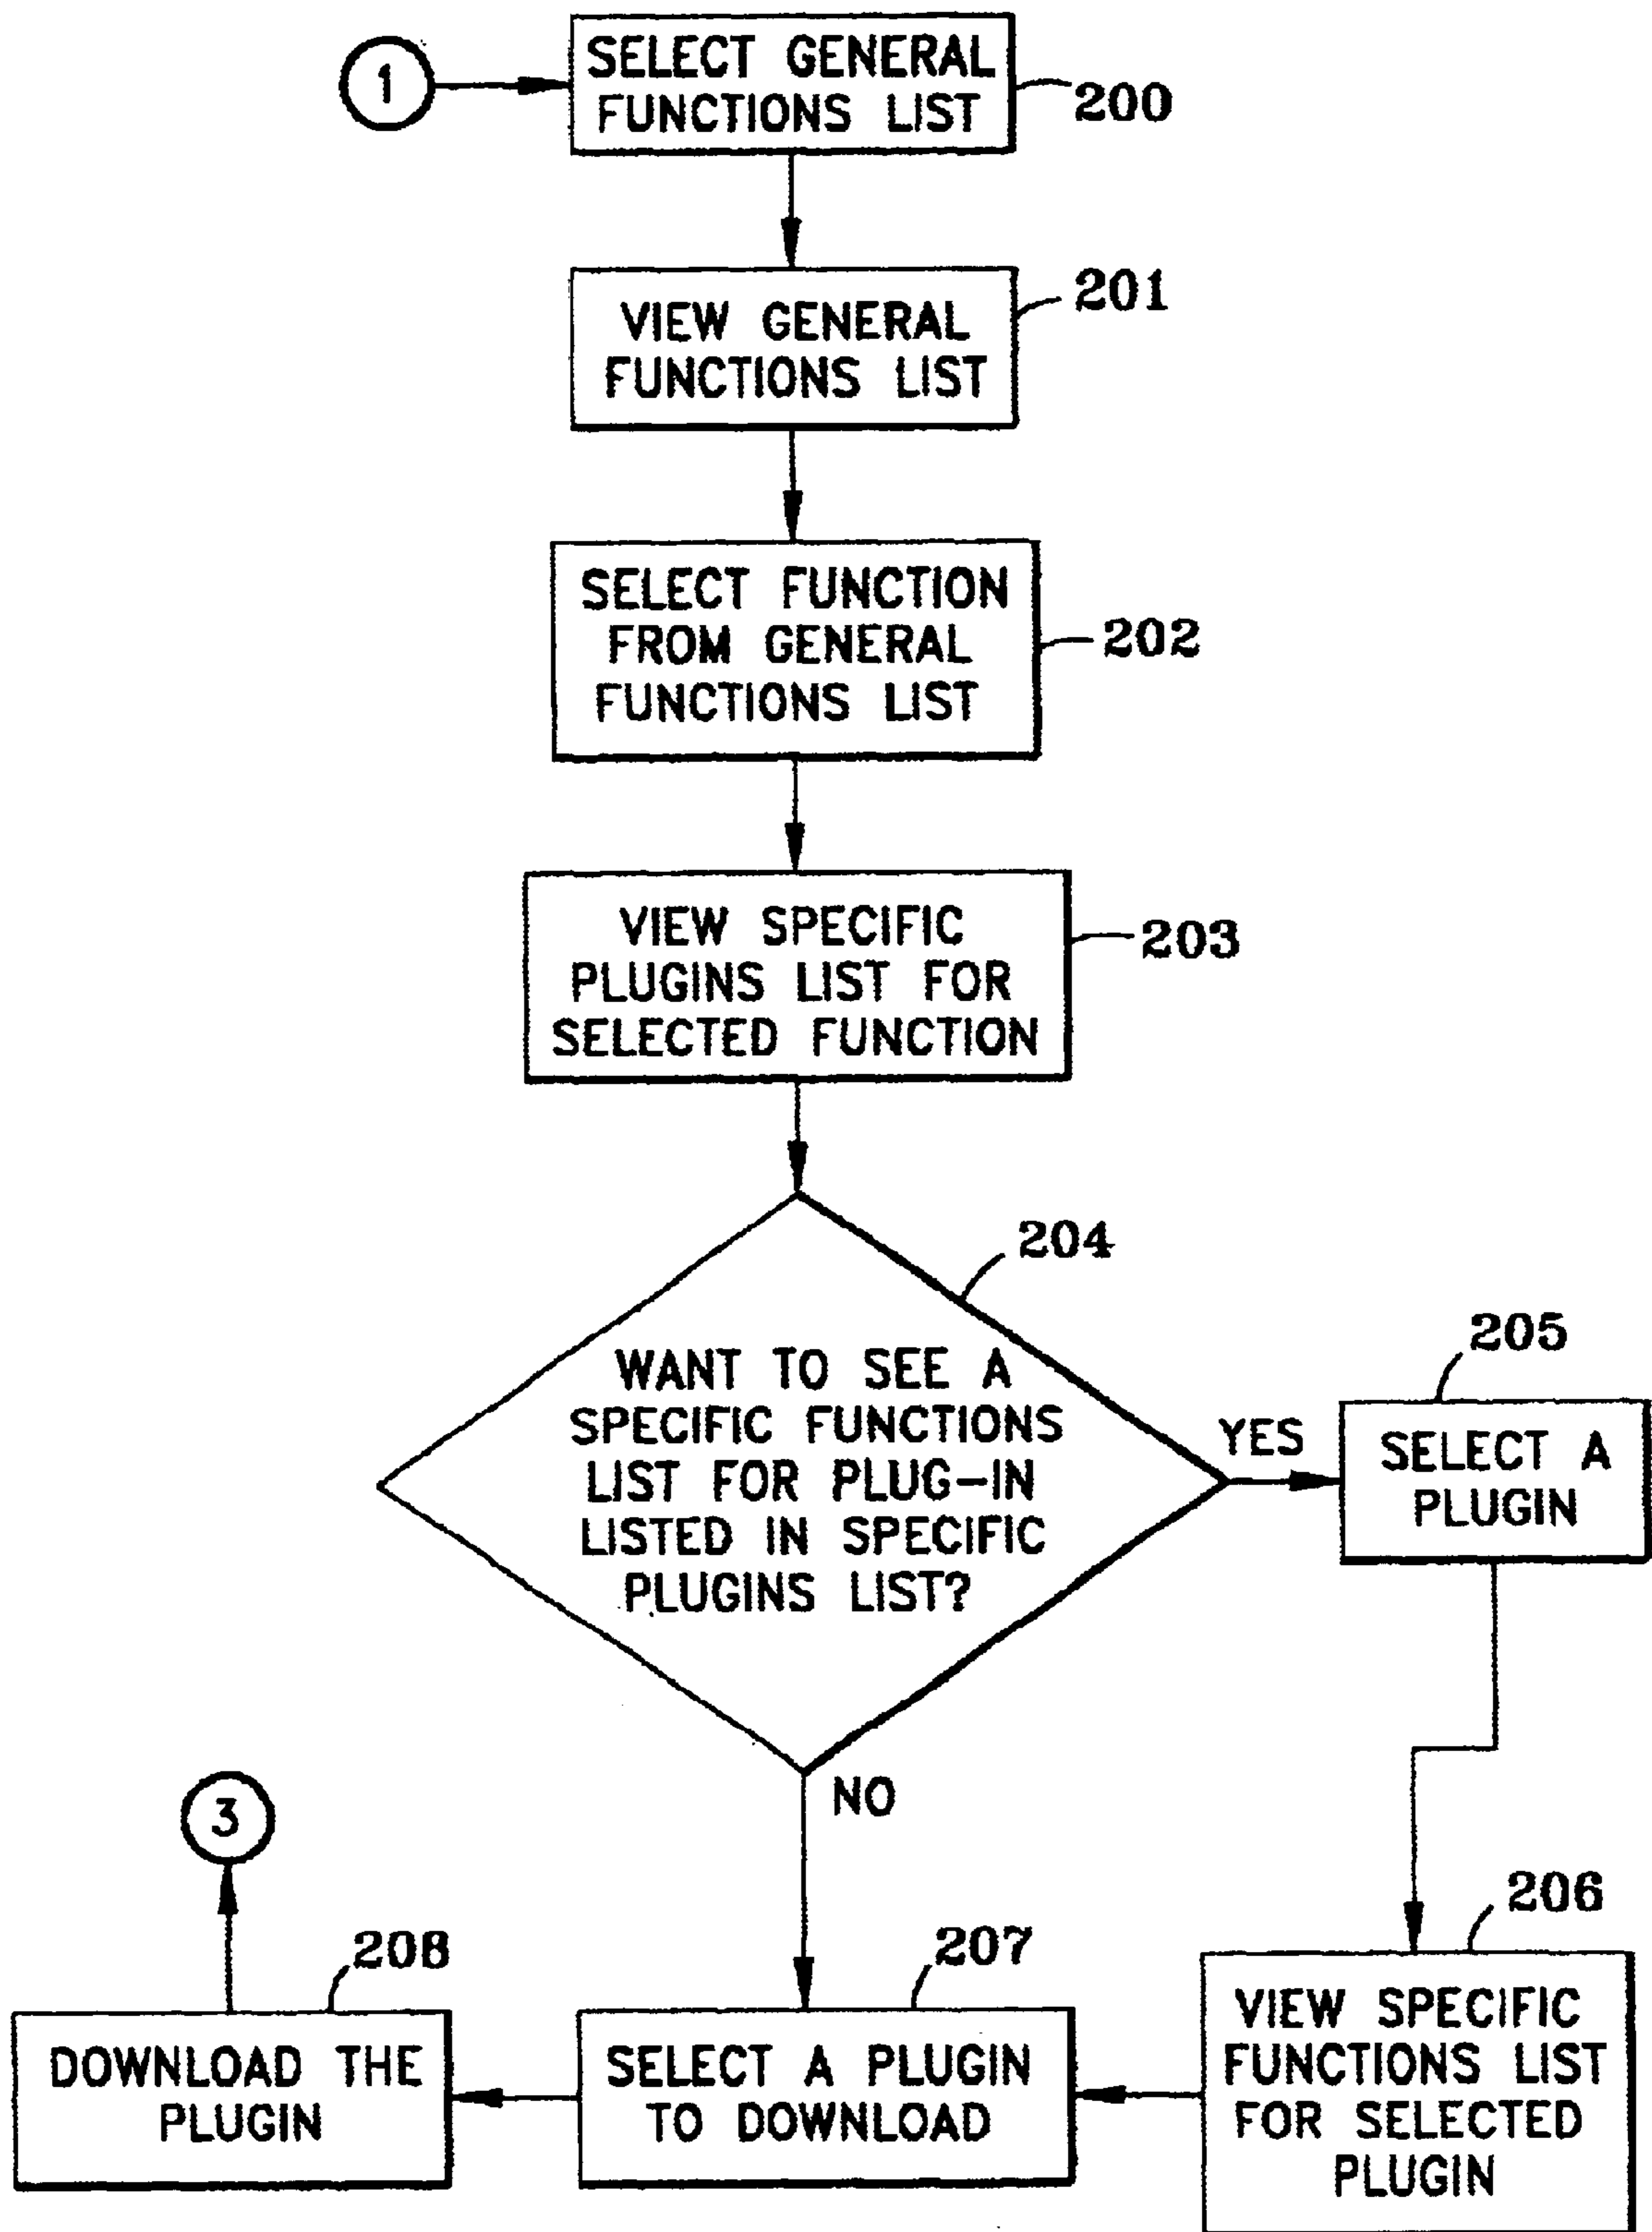 1
SELECT GENERAL
FUNCTIONS LIST
200
VIEW GENERAL
FUNCTIONS LIST
201
SELECT FUNCTION
FROM GENERAL
FUNCTIONS LIST
202
VIEW SPECIFIC
PLUGINS LIST FOR
SELECTED FUNCTION
203
204
WANT TO SEE A
SPECIFIC FUNCTIONS
LIST FOR PLUG-IN
LISTED IN SPECIFIC
PLUGINS LIST?
YES
205
SELECT A
PLUGIN
NO
3
206
VIEW SPECIFIC
FUNCTIONS LIST
FOR SELECTED
PLUGIN
207
SELECT A PLUGIN
TO DOWNLOAD
208
DOWNLOAD THE
PLUGIN